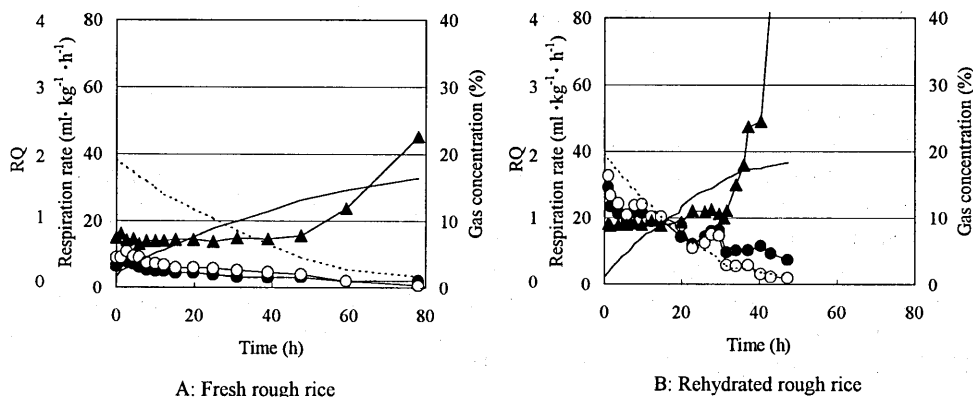 4
3
2
1
0
RQ
80
60
40
20
0
Respiration rate (ml· kg⁻¹ · h⁻¹)
40
30
20
10
0
Gas concentration (%)
0 20 40 60 80
Time (h)
A: Fresh rough rice
4
3
2
1
0
RQ
80
60
40
20
0
Respiration rate (ml · kg⁻¹ · h⁻¹)
40
30
20
10
0
Gas concentration (%)
0 20 40 60 80
Time (h)
B: Rehydrated rough rice